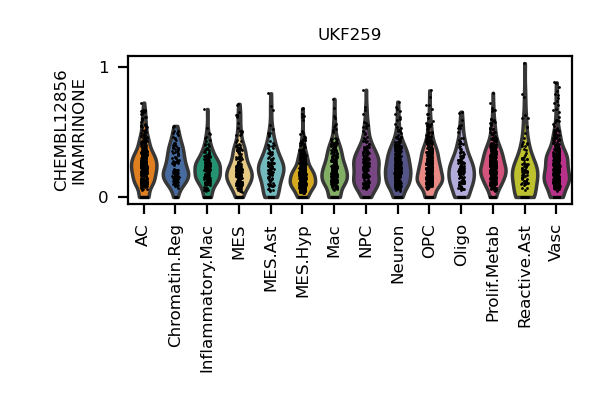 UKF259
CHEMBL12856
INAMRINONE
1
0
AC
Chromatin.Reg
Inflammatory.Mac
MES
MES.Ast
MES.Hyp
Mac
NPC
Neuron
OPC
Oligo
Prolif.Metab
Reactive.Ast
Vasc